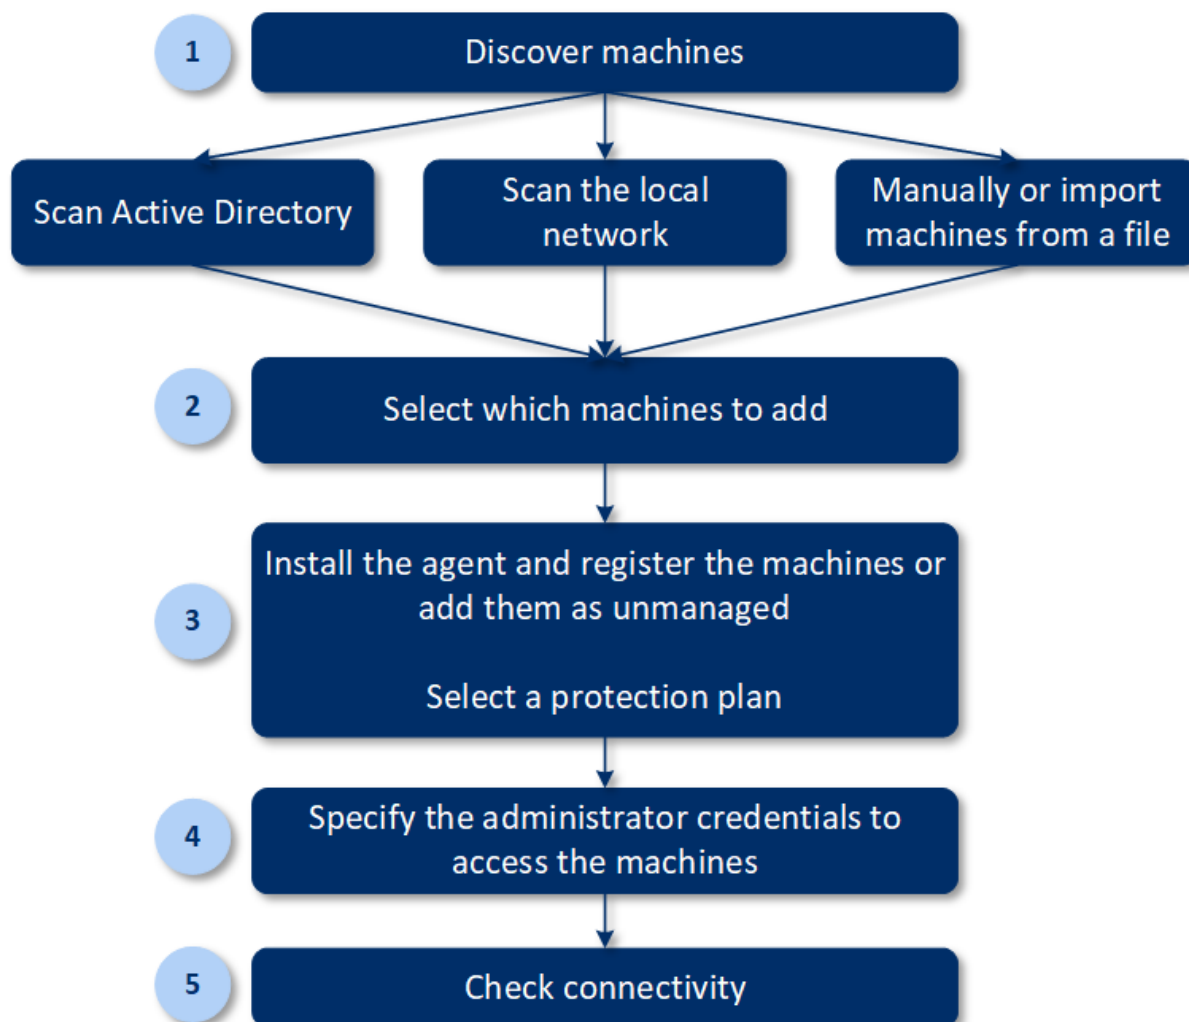 1
Discover machines
Scan Active Directory
Scan the local
network
Manually or import
machines from a file
2
Select which machines to add
3
Install the agent and register the machines or
add them as unmanaged
Select a protection plan
4
Specify the administrator credentials to
access the machines
5
Check connectivity